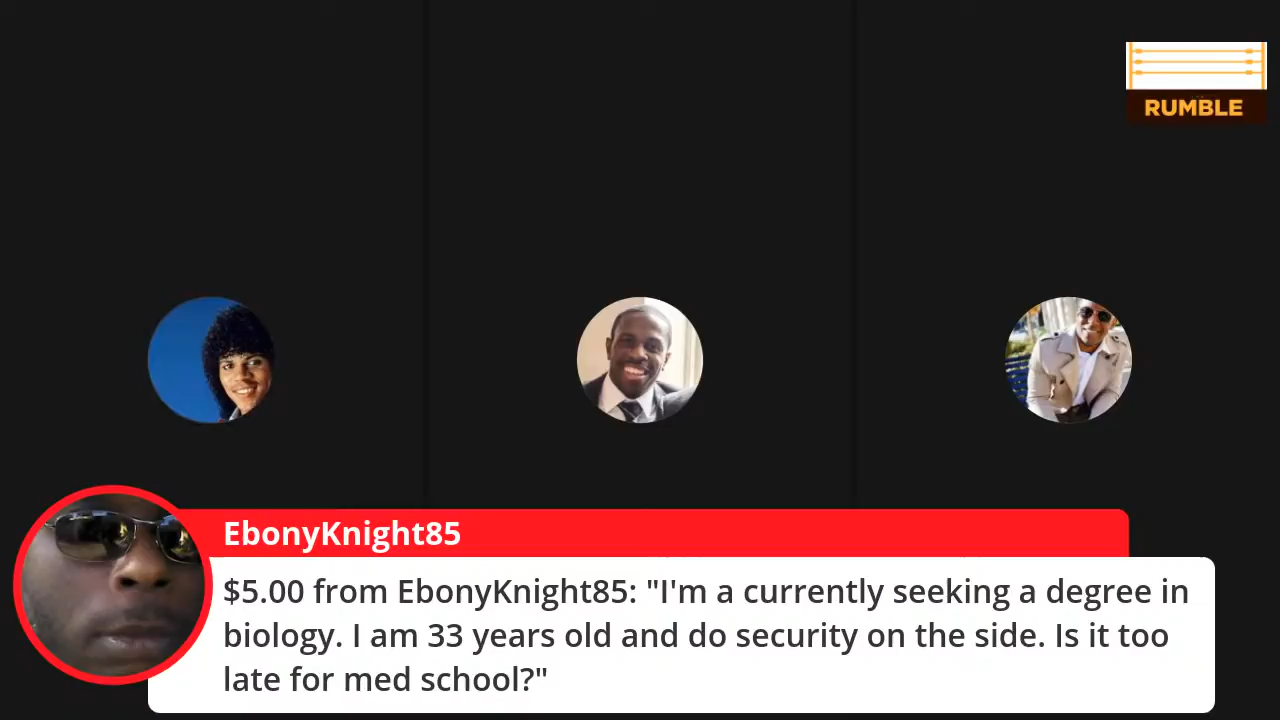 RUMBLE
EbonyKnight85
$5.00 from EbonyKnight85: "I'm a currently seeking a degree in
biology. I am 33 years old and do security on the side. Is it too
late for med school?"